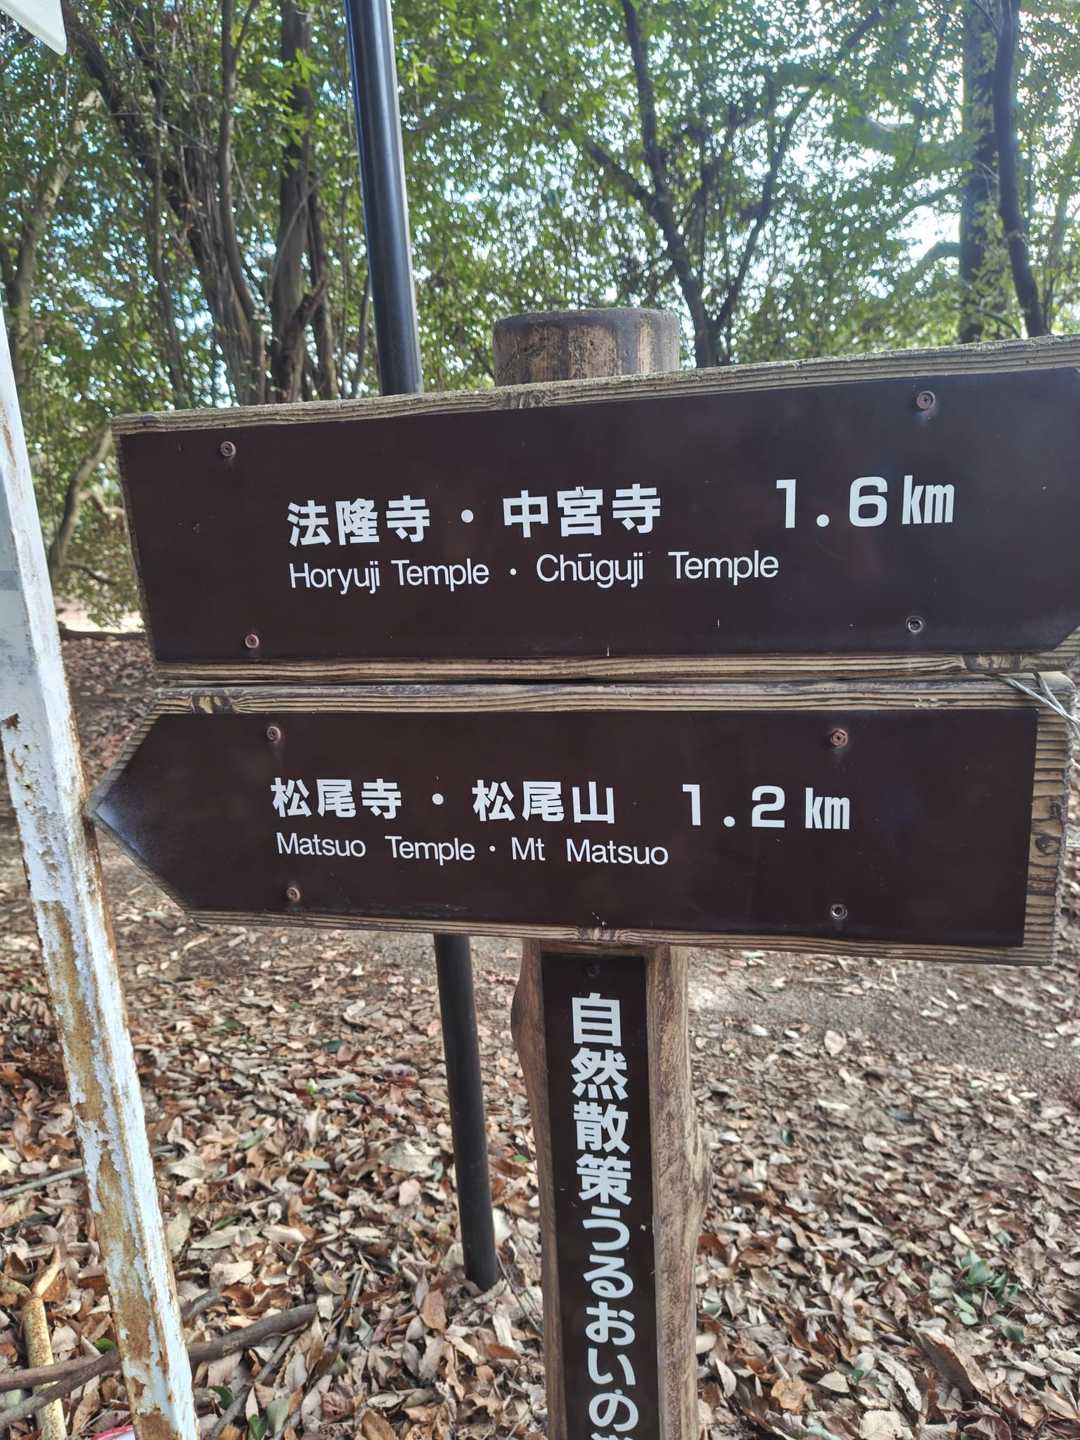 法隆寺・中宮寺　1.6km
Horyuji Temple・Chūguji Temple
松尾寺・松尾山　1.2km
Matsuo Temple・Mt Matsuo
自然散策うるおいの